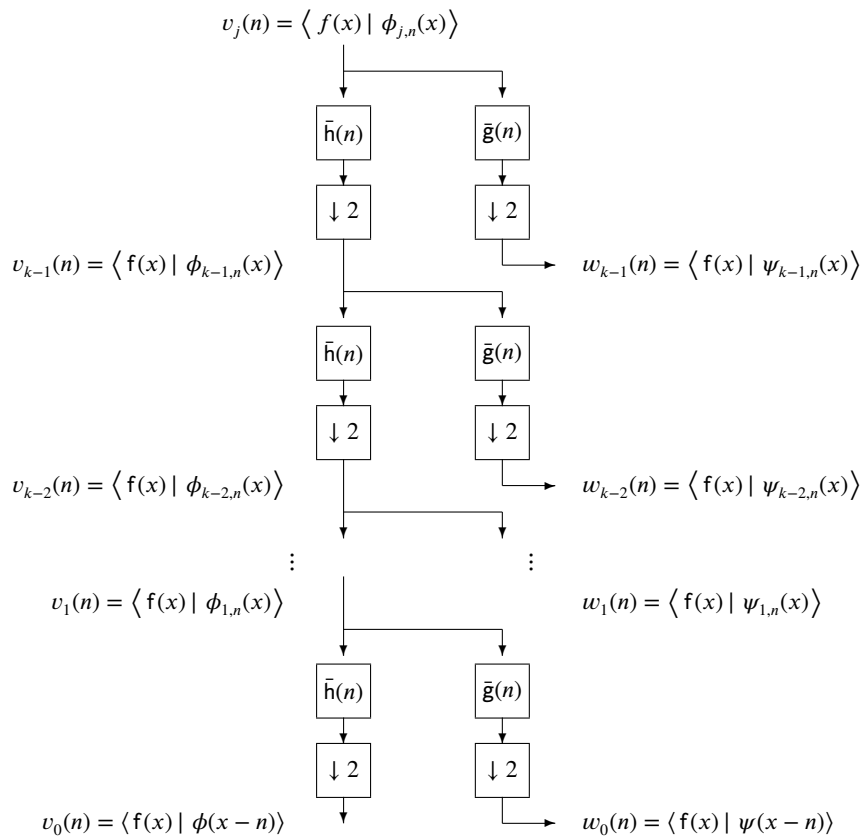 v_j(n) = ⟨ f(x) | ϕ_{j,n}(x)⟩
h̄(n) ḡ(n)
↓ 2 ↓ 2
v_{k−1}(n) = ⟨ f(x) | ϕ_{k−1,n}(x)⟩ w_{k−1}(n) = ⟨ f(x) | ψ_{k−1,n}(x)⟩
h̄(n) ḡ(n)
↓ 2 ↓ 2
v_{k−2}(n) = ⟨ f(x) | ϕ_{k−2,n}(x)⟩ w_{k−2}(n) = ⟨ f(x) | ψ_{k−2,n}(x)⟩
⋮ ⋮
v_1(n) = ⟨ f(x) | ϕ_{1,n}(x)⟩ w_1(n) = ⟨ f(x) | ψ_{1,n}(x)⟩
h̄(n) ḡ(n)
↓ 2 ↓ 2
v_0(n) = ⟨f(x) | ϕ(x − n)⟩ w_0(n) = ⟨f(x) | ψ(x − n)⟩